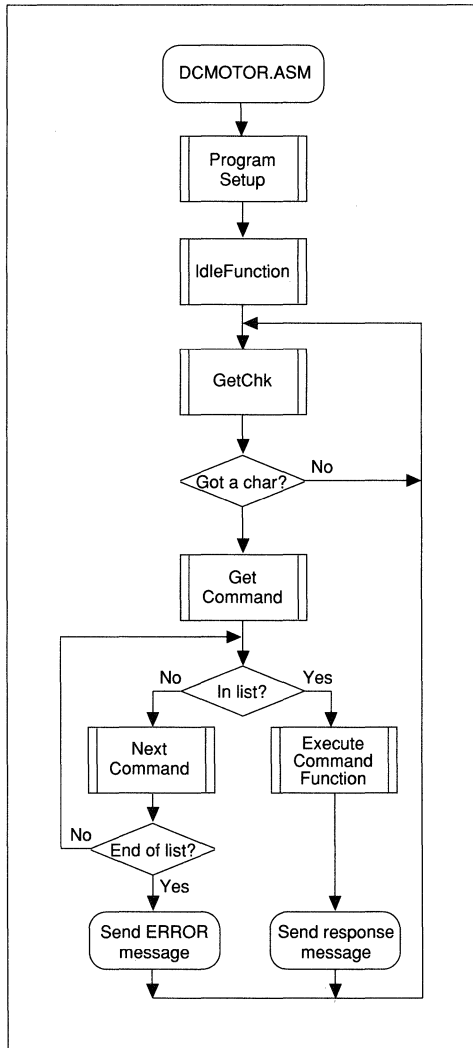 DCMOTOR.ASM
Program
Setup
IdleFunction
GetChk
Got a char?
No
Get
Command
No
In list?
Yes
Next
Command
Execute
Command
Function
No
End of list?
Yes
Send ERROR
message
Send response
message